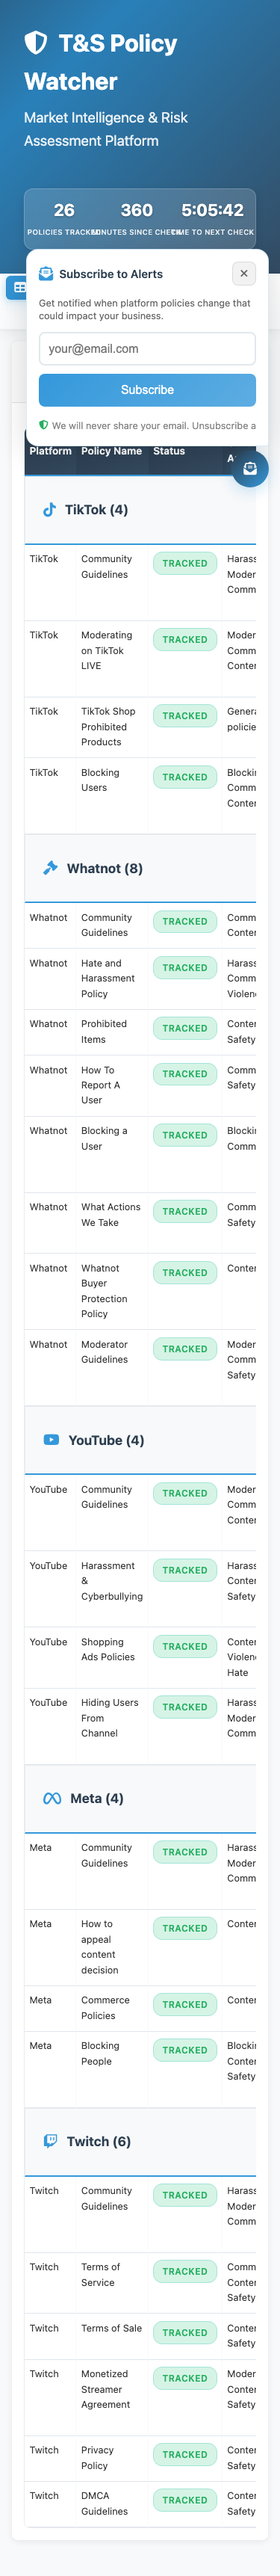 T&S Policy
Watcher
Market Intelligence & Risk
Assessment Platform
26 360 5:05:42
POLICIES TRACKED MINUTES SINCE CHECK TIME TO NEXT CHECK
Subscribe to Alerts
Get notified when platform policies change that
could impact your business.
your@email.com
Subscribe
We will never share your email. Unsubscribe a
Platform Policy Name Status
TikTok (4)
TikTok Community TRACKED Harass
Guidelines Moder
Comm
TikTok Moderating TRACKED Moder
on TikTok Comm
LIVE Conter
TikTok TikTok Shop TRACKED Genera
Prohibited policie
Products
TikTok Blocking TRACKED Blockin
Users Comm
Conter
Whatnot (8)
Whatnot Community TRACKED Comm
Guidelines Conter
Whatnot Hate and TRACKED Harass
Harassment Comm
Policy Violenc
Whatnot Prohibited TRACKED Conter
Items Safety
Whatnot How To TRACKED Comm
Report A Safety
User
Whatnot Blocking a TRACKED Blockin
User Comm
Whatnot What Actions TRACKED Comm
We Take Safety
Whatnot Whatnot TRACKED Conter
Buyer
Protection
Policy
Whatnot Moderator TRACKED Moder
Guidelines Comm
Safety
YouTube (4)
YouTube Community TRACKED Moder
Guidelines Comm
Conter
YouTube Harassment TRACKED Harass
& Conter
Cyberbullying Safety
YouTube Shopping TRACKED Conter
Ads Policies Violenc
Hate
YouTube Hiding Users TRACKED Harass
From Moder
Channel Comm
Meta (4)
Meta Community TRACKED Harass
Guidelines Moder
Comm
Meta How to TRACKED Conter
appeal
content
decision
Meta Commerce TRACKED Conter
Policies
Meta Blocking TRACKED Blockin
People Conter
Safety
Twitch (6)
Twitch Community TRACKED Harass
Guidelines Moder
Comm
Twitch Terms of TRACKED Comm
Service Conter
Safety
Twitch Terms of Sale TRACKED Conter
Safety
Twitch Monetized TRACKED Moder
Streamer Conter
Agreement Safety
Twitch Privacy TRACKED Conter
Policy Safety
Twitch DMCA TRACKED Conter
Guidelines Safety